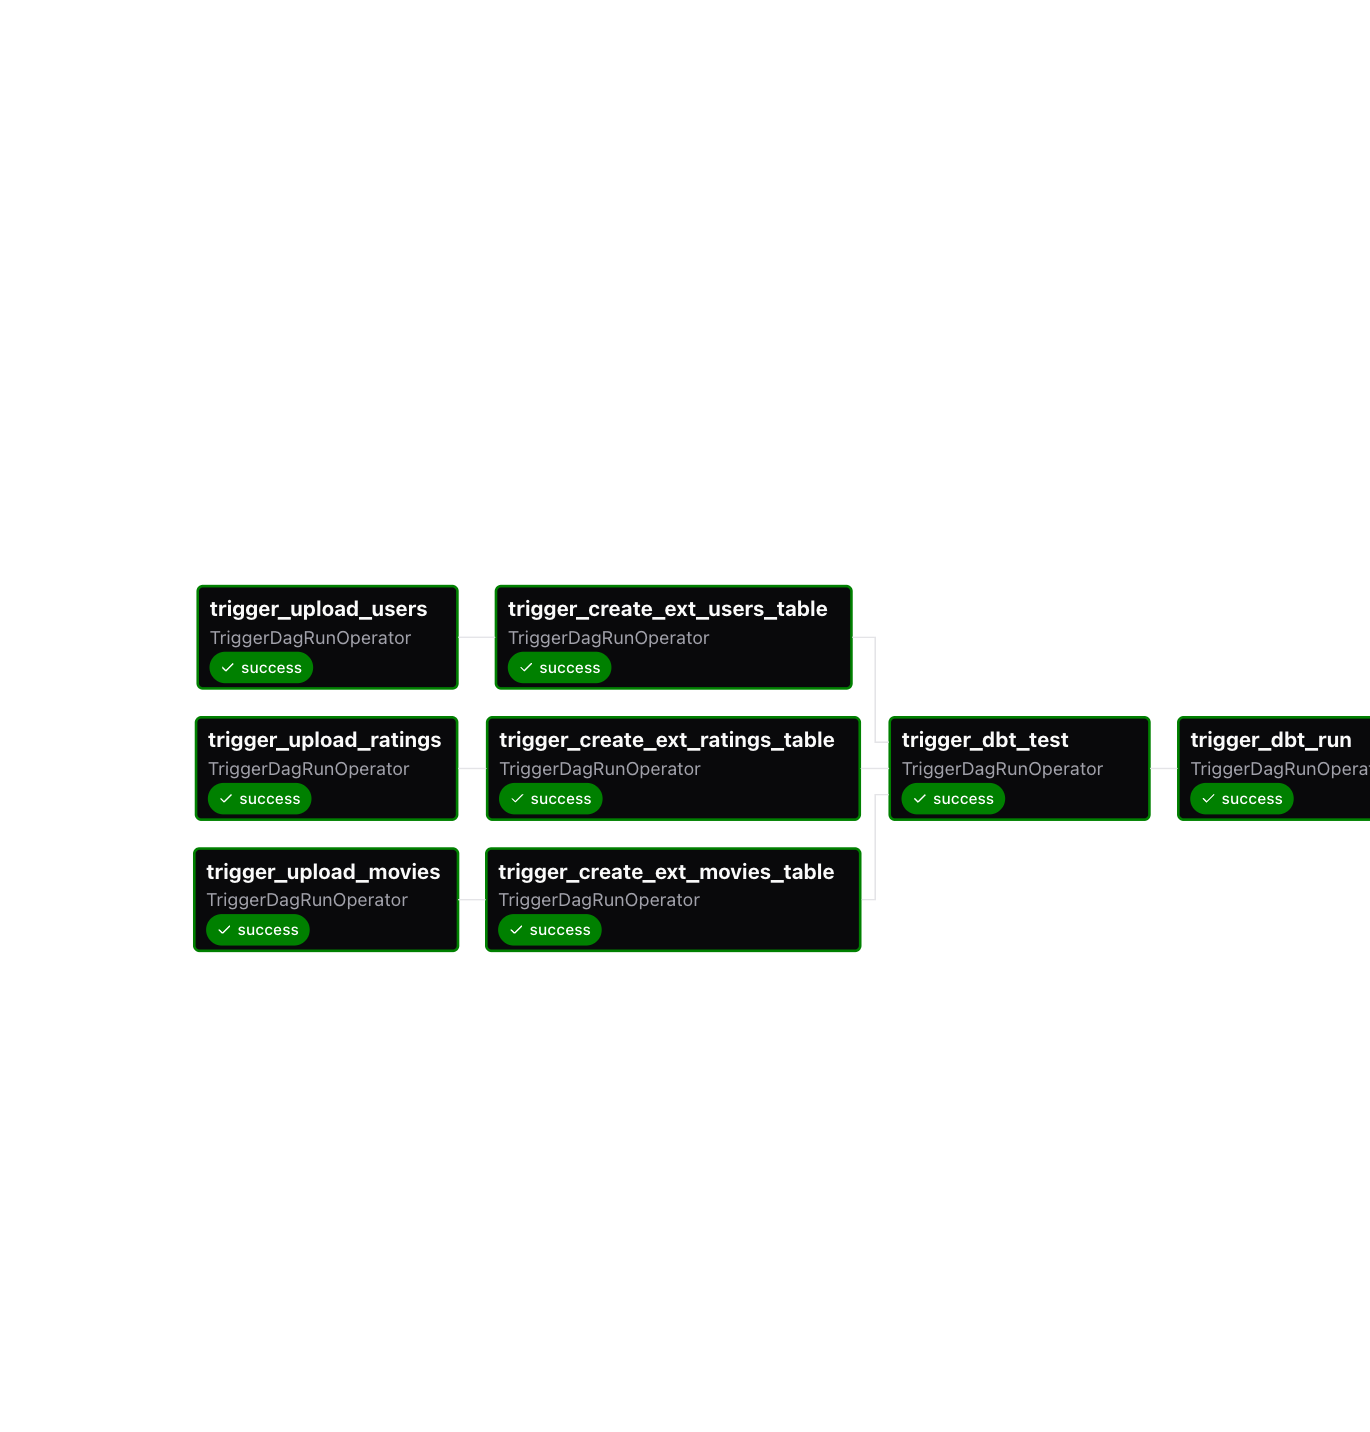 trigger_upload_users
TriggerDagRunOperator
success
trigger_create_ext_users_table
TriggerDagRunOperator
success
trigger_upload_ratings
TriggerDagRunOperator
success
trigger_create_ext_ratings_table
TriggerDagRunOperator
success
trigger_dbt_test
TriggerDagRunOperator
success
trigger_dbt_run
TriggerDagRunOpera
success
trigger_upload_movies
TriggerDagRunOperator
success
trigger_create_ext_movies_table
TriggerDagRunOperator
success